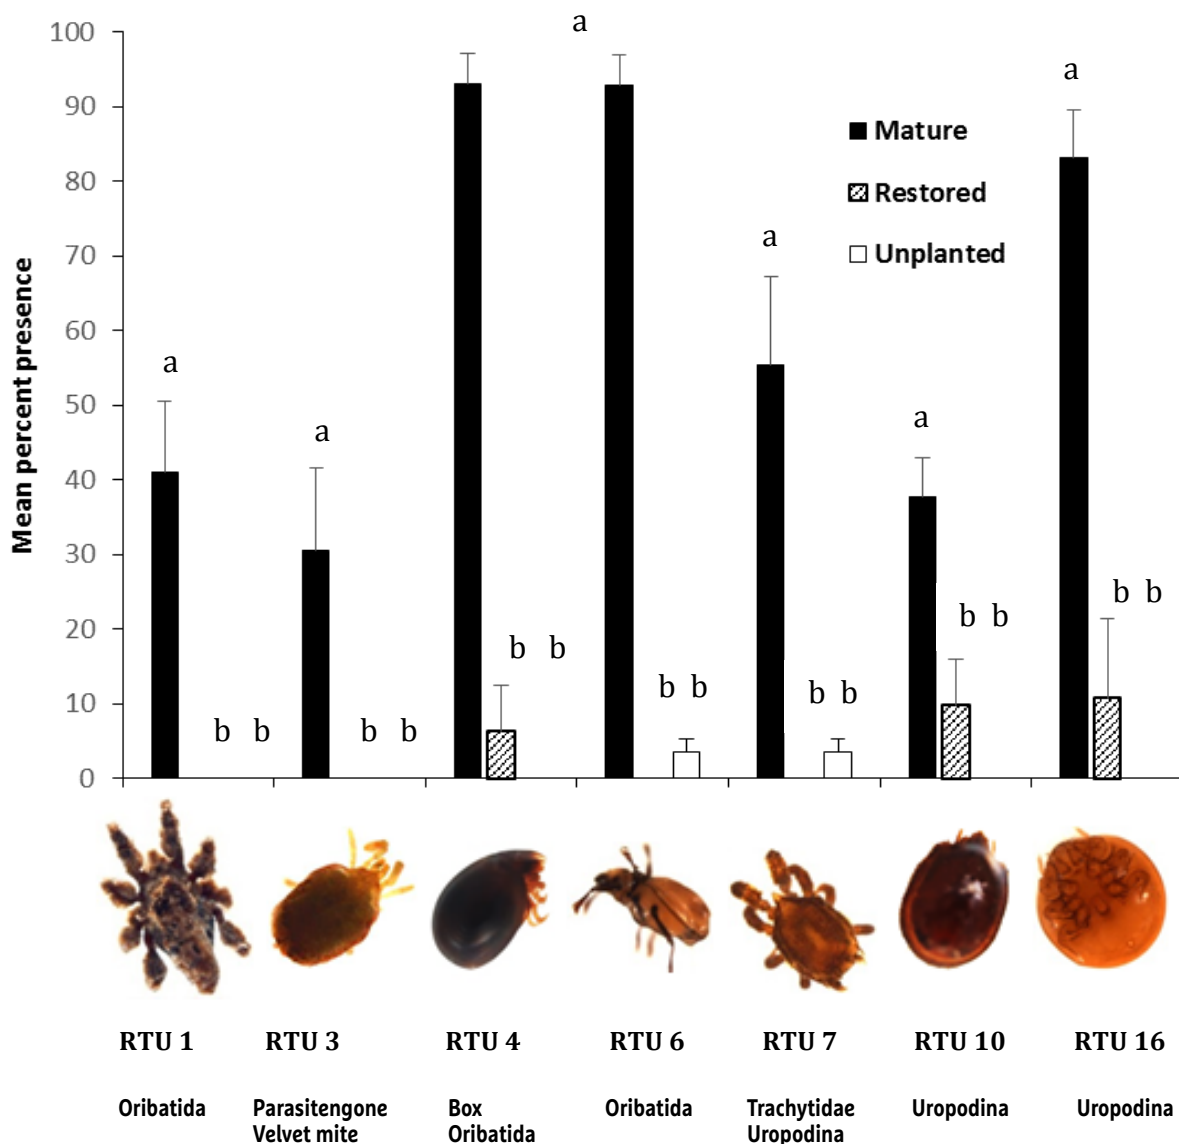 a
100
90
80
70
60
50
40
30
20
10
0
Mean percent presence
Mature
Restored
Unplanted
a
b b
a
b b
b b
b b
a
b b
a
b b
a
b b
RTU 1
RTU 3
RTU 4
RTU 6
RTU 7
RTU 10
RTU 16
Oribatida
Parasitengone
Velvet mite
Box
Oribatida
Oribatida
Trachytidae
Uropodina
Uropodina
Uropodina